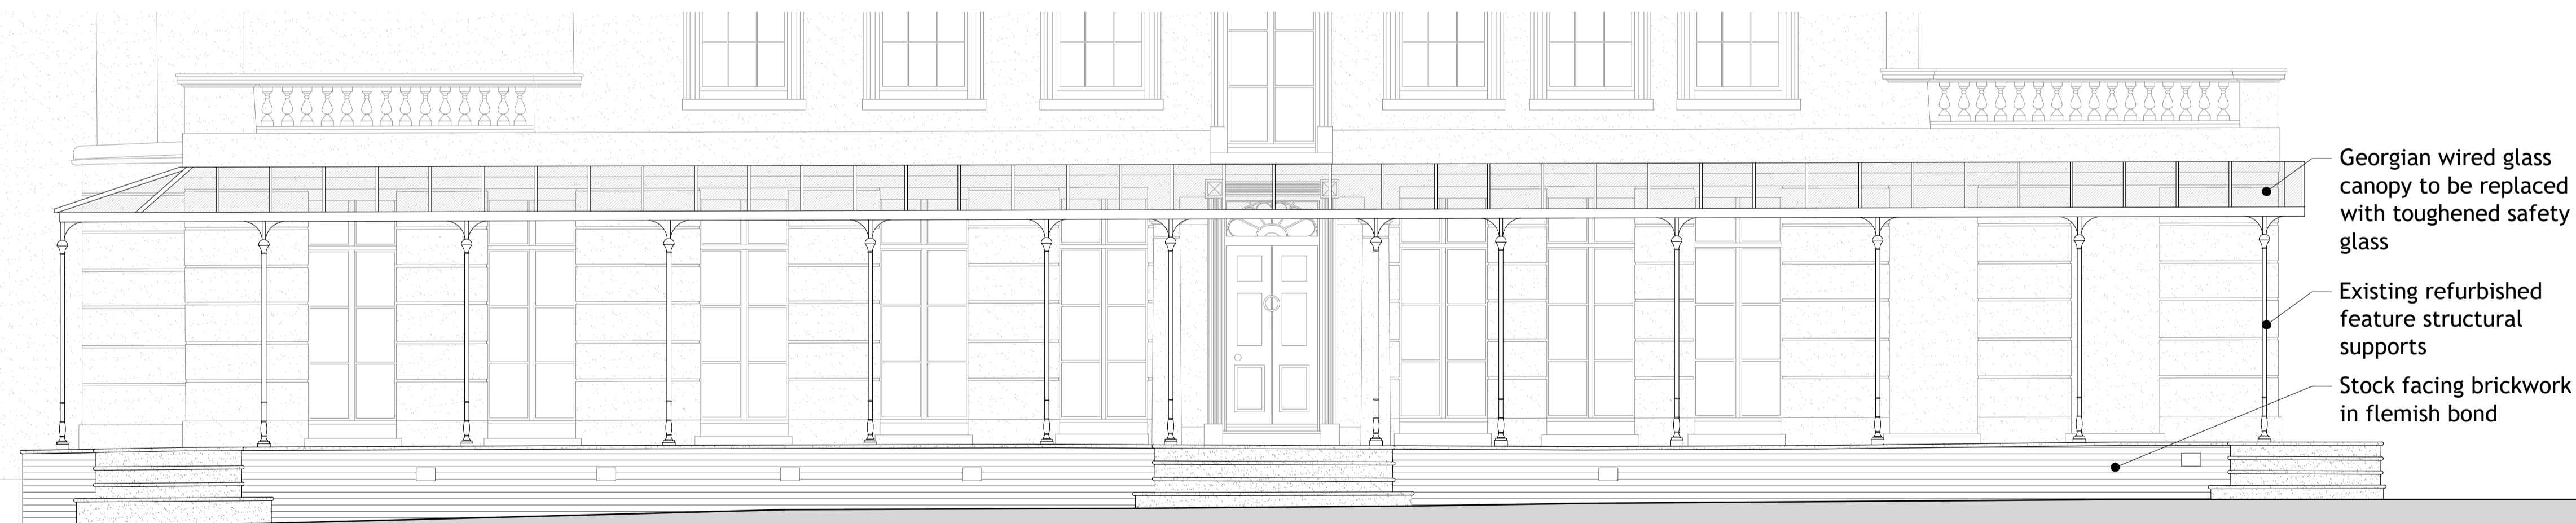 Georgian wired glass
canopy to be replaced
with toughened safety
glass
Existing refurbished
feature structural
supports
Stock facing brickwork
in flemish bond